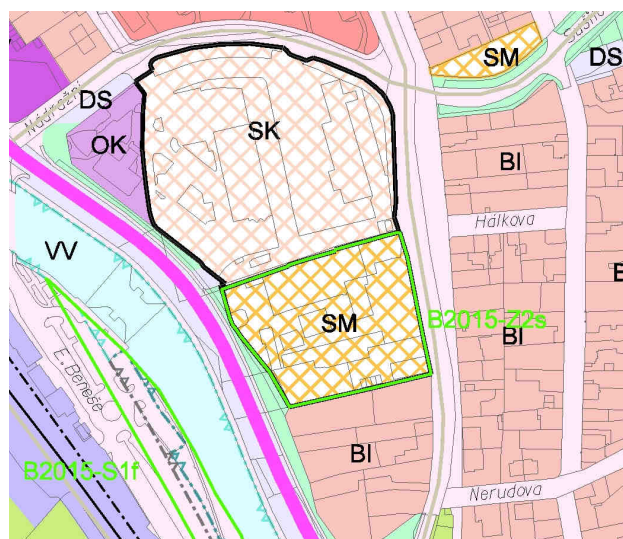 SM
DS
Nádražní
DS
OK
SK
BI
Hálkova
VV
SM
B2015-Z2s
BI
E.Beneše
B2015-S1f
BI
Nerudova